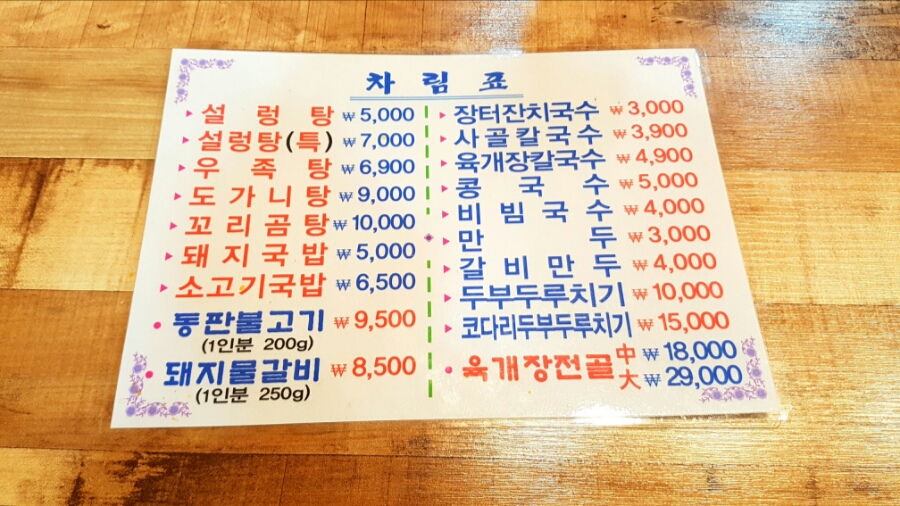 차림표
설렁탕 ₩5,000
설렁탕(특) ₩7,000
우족탕 ₩6,900
도가니탕 ₩9,000
꼬리곰탕 ₩10,000
돼지국밥 ₩5,000
소고기국밥 ₩6,500
동판불고기 ₩9,500
(1인분 200g)
돼지물갈비 ₩8,500
(1인분 250g)
장터잔치국수 ₩3,000
사골칼국수 ₩3,900
육개장칼국수 ₩4,900
콩국수 ₩5,000
비빔국수 ₩4,000
만두 ₩3,000
갈비만두 ₩4,000
두부두루치기 ₩10,000
코다리두부두루치기 ₩15,000
육개장전골 中 ₩18,000
大 ₩29,000